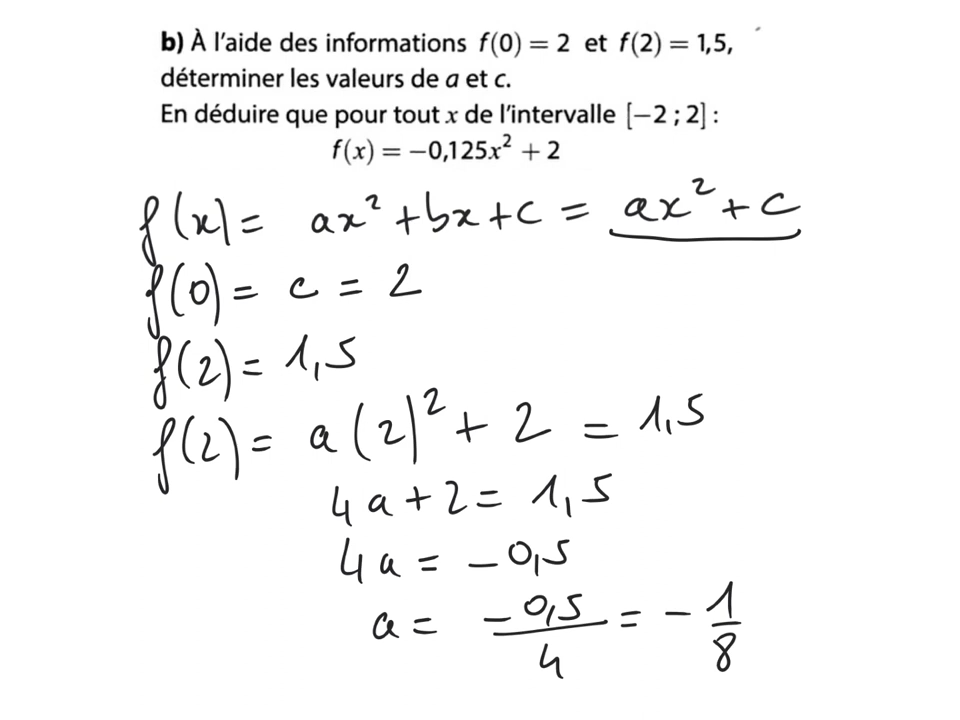 b) À l'aide des informations f(0) = 2 et f(2) = 1,5,
déterminer les valeurs de a et c.
En déduire que pour tout x de l'intervalle [−2 ; 2] :
f(x) = −0,125x² + 2
f(x) = ax² + bx + c = ax² + c
f(0) = c = 2
f(2) = 1,5
f(2) = a(2)² + 2 = 1,5
4a + 2 = 1,5
4a = −0,5
a = −0,5/4 = −1/8